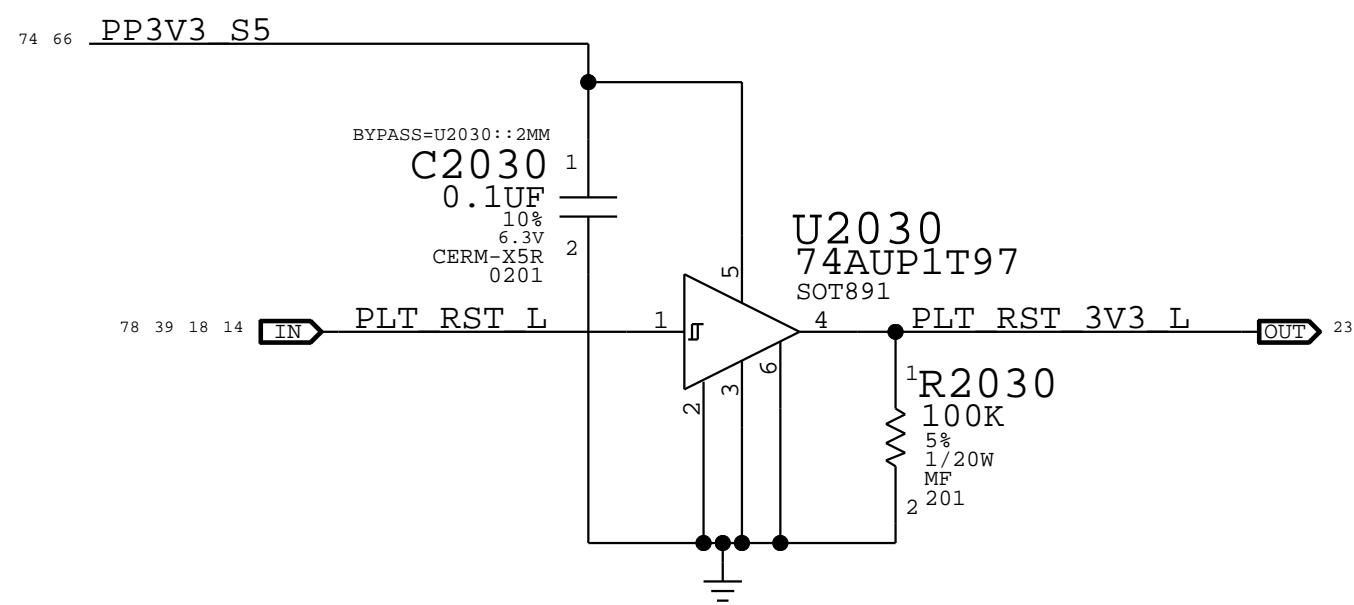 74 66 PP3V3_S5
BYPASS=U2030::2MM
C2030
0.1UF
10%
6.3V
CERM-X5R
0201
1
2
U2030
74AUP1T97
SOT891
5
78 39 18 14 IN PLT_RST_L 1
4 PLT_RST_3V3_L OUT 23
2
3
6
1
R2030
100K
5%
1/20W
MF
201
2